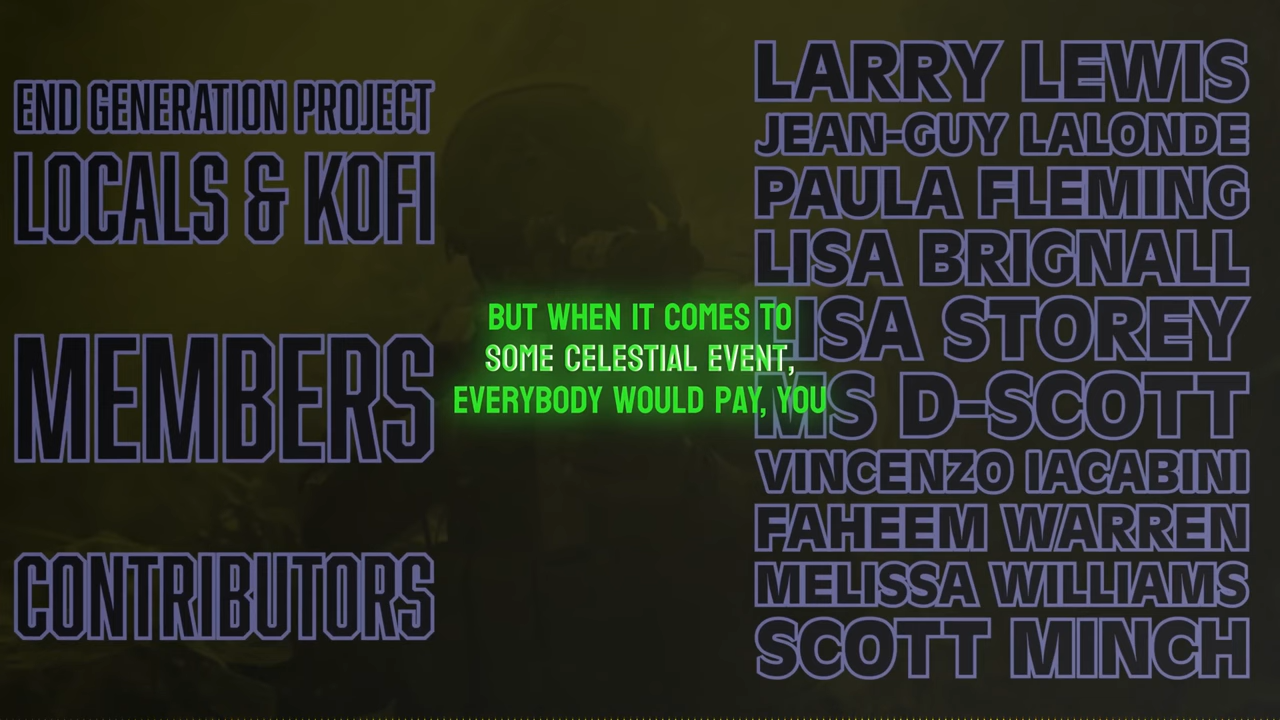 END GENERATION PROJECT
LOCALS & KOFI
MEMBERS
CONTRIBUTORS
BUT WHEN IT COMES TO
SOME CELESTIAL EVENT,
EVERYBODY WOULD PAY, YOU
LARRY LEWIS
JEAN-GUY LALONDE
PAULA FLEMING
LISA BRIGNALL
LISA STOREY
MS D-SCOTT
VINCENZO IACABINI
FAHEEM WARREN
MELISSA WILLIAMS
SCOTT MINCH